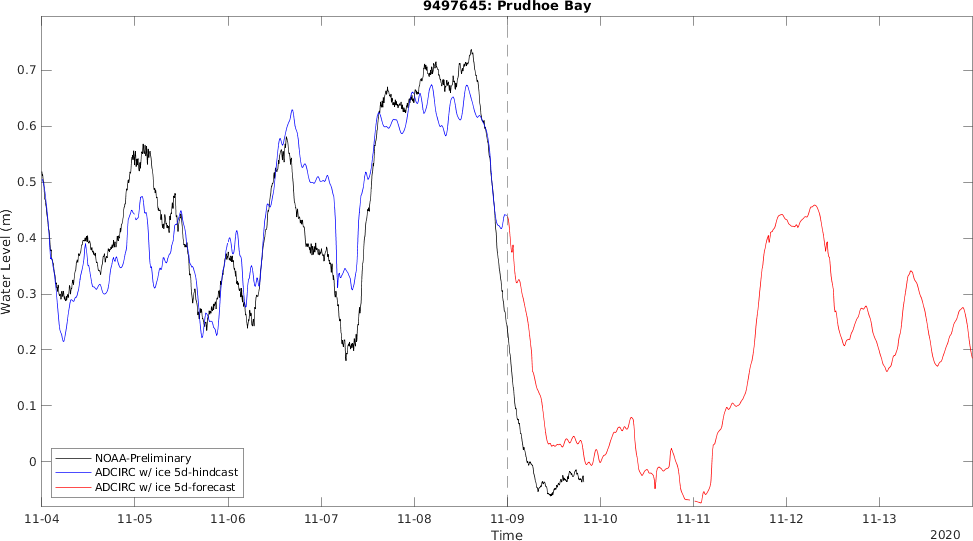 9497645: Prudhoe Bay
Water Level (m)
0.7
0.6
0.5
0.4
0.3
0.2
0.1
0
NOAA-Preliminary
ADCIRC w/ ice 5d-hindcast
ADCIRC w/ ice 5d-forecast
11-04 11-05 11-06 11-07 11-08 11-09 11-10 11-11 11-12 11-13
Time
2020